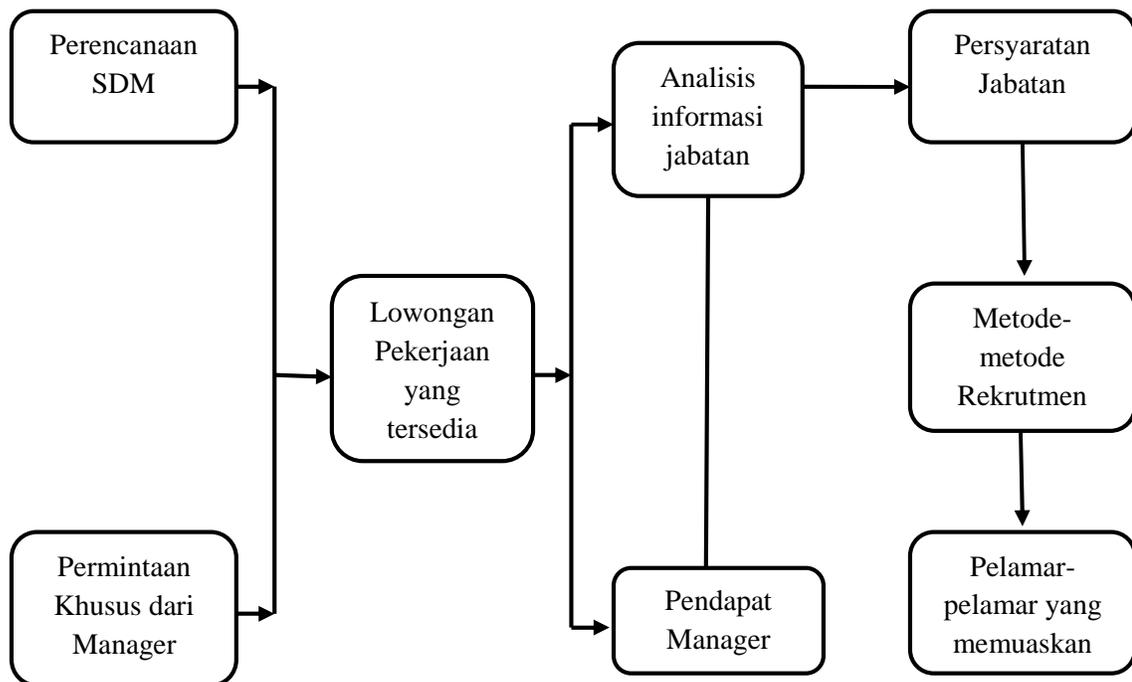 Perencanaan
SDM
Permintaan
Khusus dari
Manager
Lowongan
Pekerjaan
yang
tersedia
Analisis
informasi
jabatan
Pendapat
Manager
Persyaratan
Jabatan
Metode-
metode
Rekrutmen
Pelamar-
pelamar yang
memuaskan